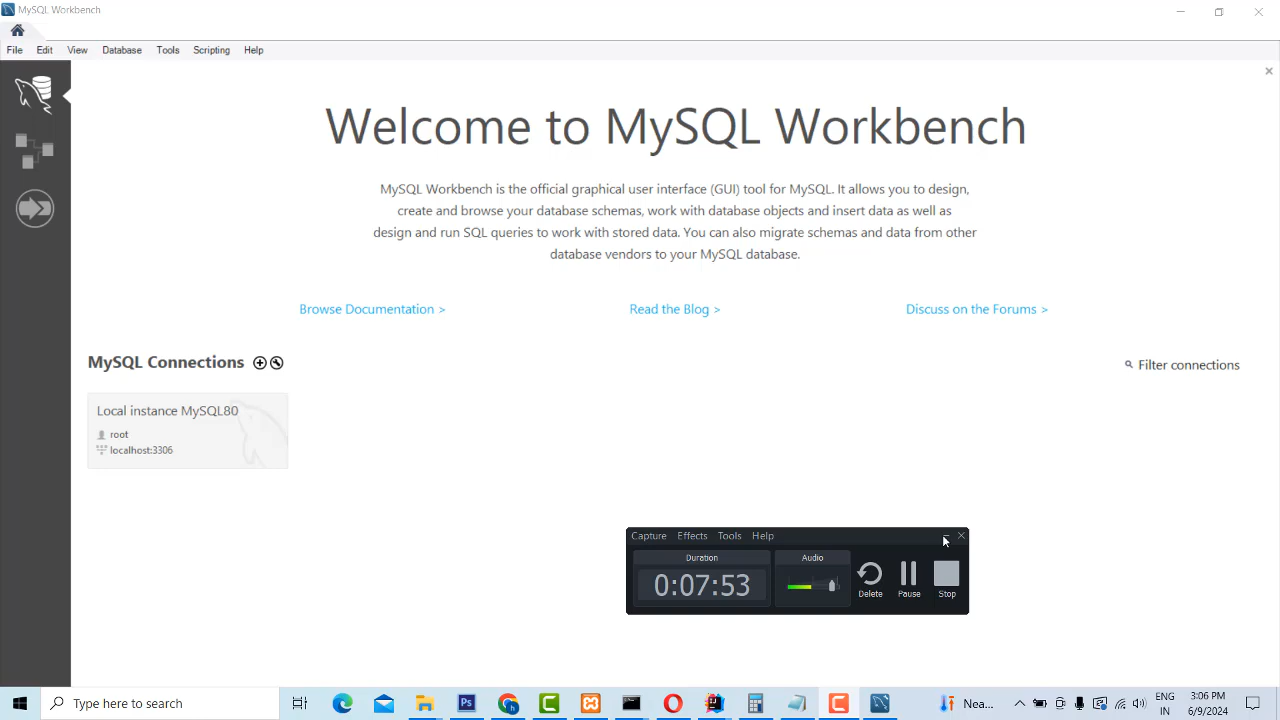 MySQL Workbench
File Edit View Database Tools Scripting Help
Welcome to MySQL Workbench
MySQL Workbench is the official graphical user interface (GUI) tool for MySQL. It allows you to design,
create and browse your database schemas, work with database objects and insert data as well as
design and run SQL queries to work with stored data. You can also migrate schemas and data from other
database vendors to your MySQL database.
Browse Documentation > Read the Blog > Discuss on the Forums >
MySQL Connections
Filter connections
Local instance MySQL80
root
localhost:3306
Capture Effects Tools Help
Duration Audio
0:07:53
Delete Pause Stop
Type here to search
Ps
Near...
ENG
IN
3:06 PM
6/9/2024